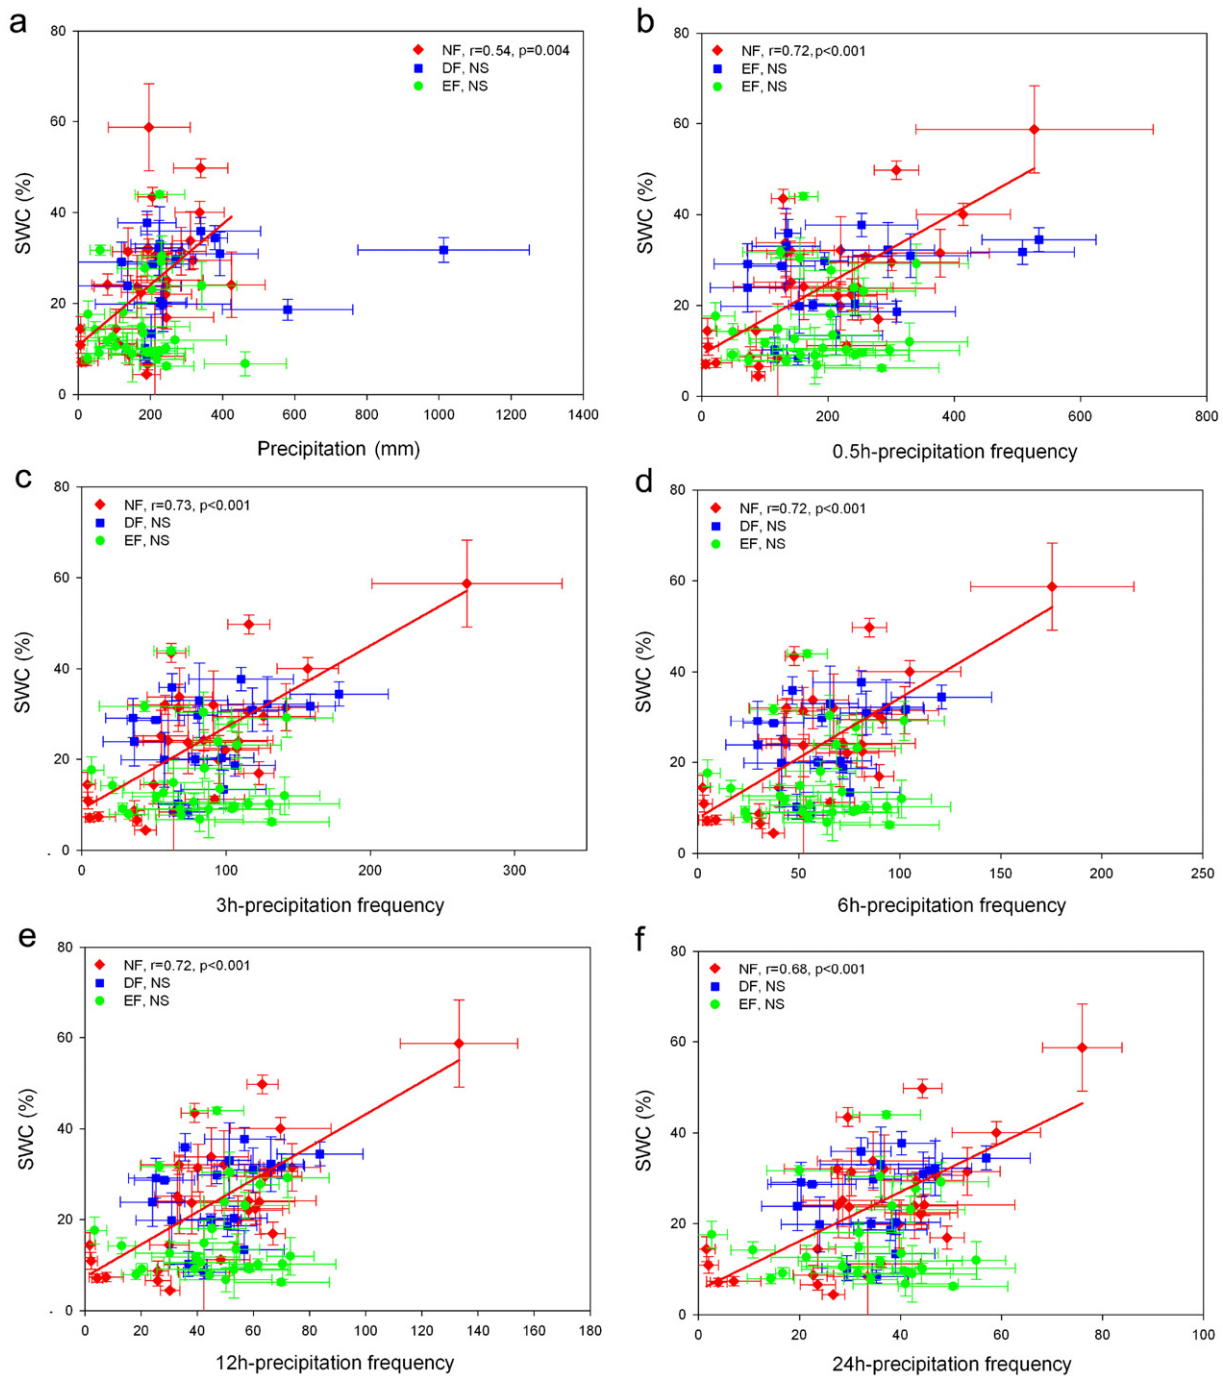 a
80
60
40
20
0
SWC (%)
NF, r=0.54, p=0.004
DF, NS
EF, NS
0 200 400 600 800 1000 1200 1400
Precipitation (mm)
b
80
60
40
20
0
SWC (%)
NF, r=0.72, p<0.001
EF, NS
EF, NS
0 200 400 600 800
0.5h-precipitation frequency
c
80
60
40
20
0
SWC (%)
NF, r=0.73, p<0.001
DF, NS
EF, NS
0 100 200 300
3h-precipitation frequency
d
80
60
40
20
0
SWC (%)
NF, r=0.72, p<0.001
DF, NS
EF, NS
0 50 100 150 200 250
6h-precipitation frequency
e
80
60
40
20
0
SWC (%)
NF, r=0.72, p<0.001
DF, NS
EF, NS
0 20 40 60 80 100 120 140 160 180
12h-precipitation frequency
f
80
60
40
20
0
SWC (%)
NF, r=0.68, p<0.001
DF, NS
EF, NS
0 20 40 60 80 100
24h-precipitation frequency